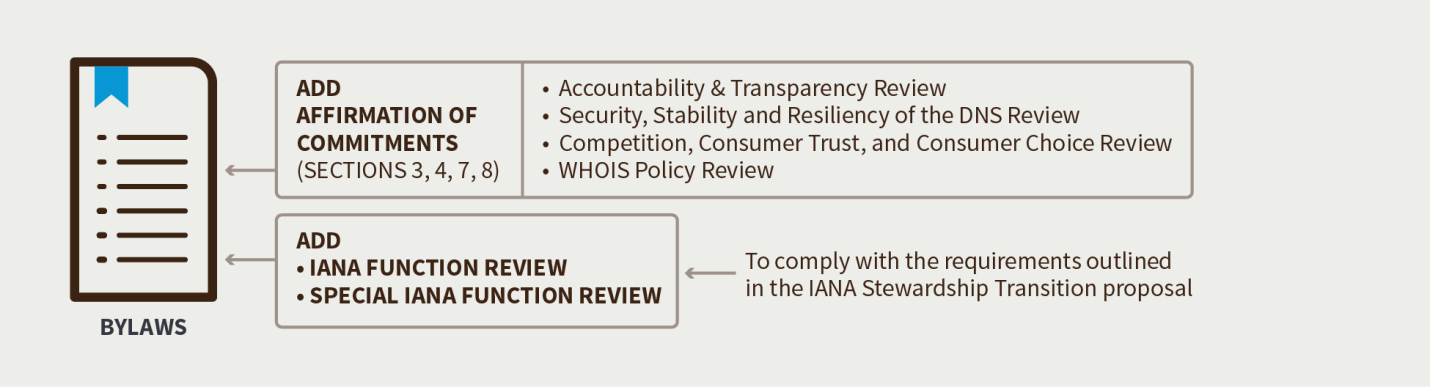 ADD
AFFIRMATION OF
COMMITMENTS
(SECTIONS 3, 4, 7, 8)
• Accountability & Transparency Review
• Security, Stability and Resiliency of the DNS Review
• Competition, Consumer Trust, and Consumer Choice Review
• WHOIS Policy Review
ADD
• IANA FUNCTION REVIEW
• SPECIAL IANA FUNCTION REVIEW
To comply with the requirements outlined
in the IANA Stewardship Transition proposal
BYLAWS